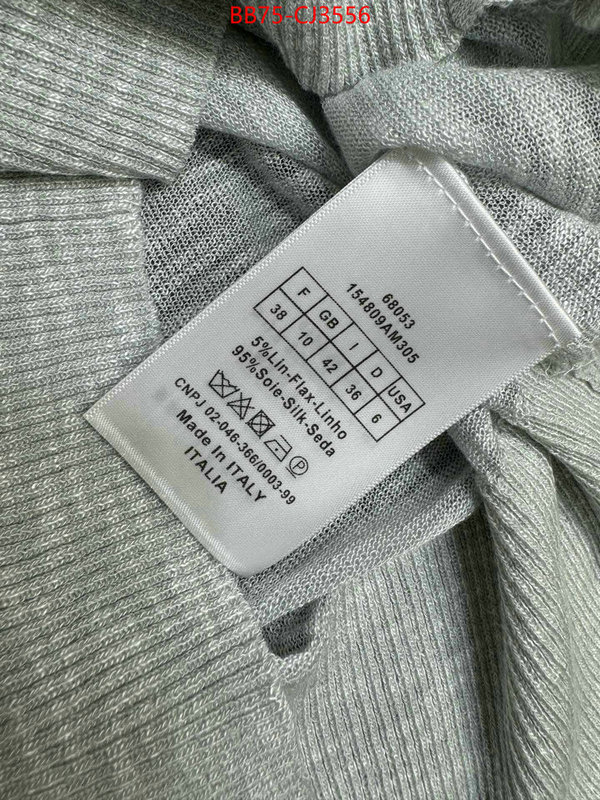 BB75-CJ3556
68053
154809AM305
F GB I D USA
38 10 42 36 6
5%Lin-Flax-Linho
95%Soie-Silk-Seda
P
CNPJ 02-046-366/0003-99
Made In ITALY
ITALIA